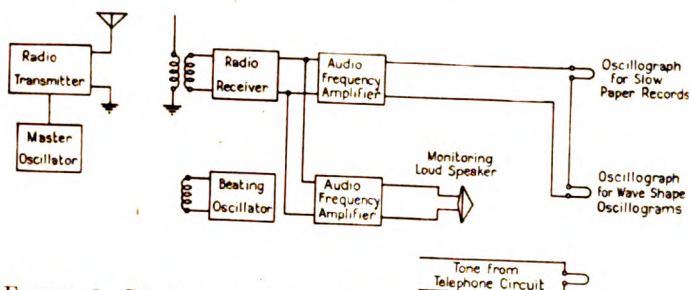 Radio
Transmitter
Master
Oscillator
Radio
Receiver
Audio
Frequency
Amplifier
Oscillograph
for Slow
Paper Records
Beating
Oscillator
Audio
Frequency
Amplifier
Monitoring
Loud Speaker
Oscillograph
for Wave Shape
Oscillograms
Tone from
Telephone Circuit